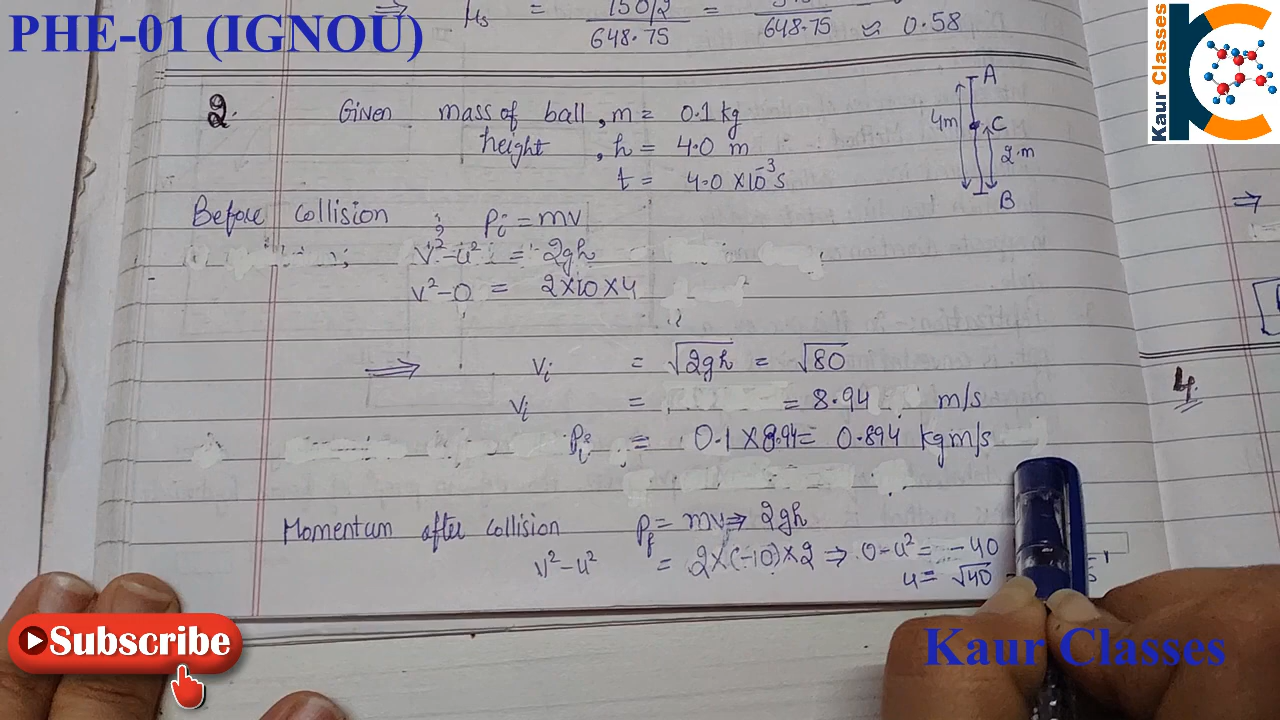 ⇒ μs = 150/2 / 648.75 = / 648.75 ≈ 0.58
PHE-01 (IGNOU)
Kaur Classes
2. Given mass of ball, m = 0.1 kg
height, h = 4.0 m
t = 4.0 × 10⁻³ s
A
4m
C
2m
B
Before collision ; Pi = mv
v² - u² = 2gh
v² - 0 = 2×10×4
⇒ vi = √2gh = √80
vi = = 8.94 m/s
Pi = 0.1 × 8.94 = 0.894 kgm/s
Momentum after collision Pf = mv ⇒ 2gh
v² - u² = 2×(-10)×2 ⇒ 0 - u² = -40
u = √40 =
⇒
4.
Subscribe
Kaur Classes